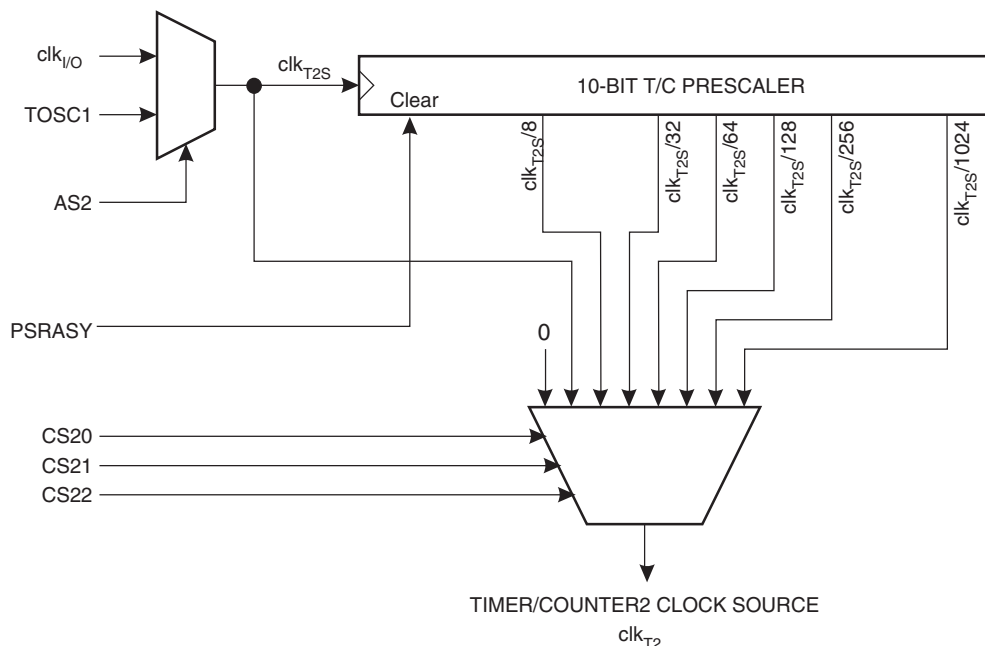 clkI/O
clkT2S
10-BIT T/C PRESCALER
TOSC1
Clear
clkT2S/8
clkT2S/32
clkT2S/64
clkT2S/128
clkT2S/256
clkT2S/1024
AS2
PSRASY
0
CS20
CS21
CS22
TIMER/COUNTER2 CLOCK SOURCE
clkT2